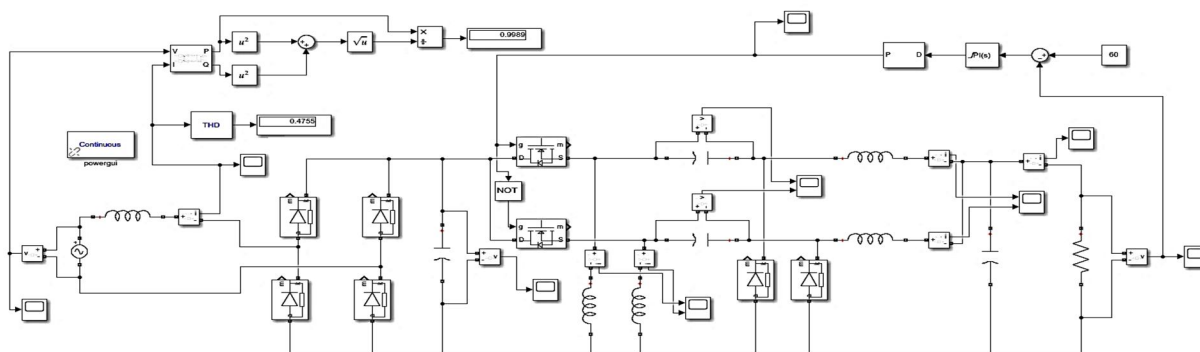 0.9989
V P
I Q
u²
u²
√u
×
÷
THD
0.4755
Continuous
powergui
P D
PI(s)
60
g m
D S
NOT
g m
D S
v
v
v